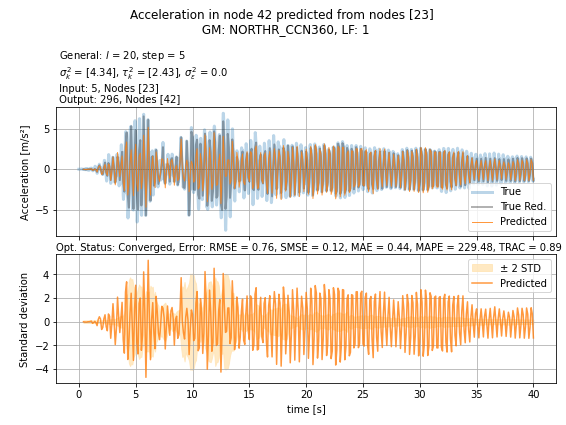 Acceleration in node 42 predicted from nodes [23]
GM: NORTHR_CCN360, LF: 1
General: l = 20, step = 5
σ²ₖ = [4.34], τ²ₖ = [2.43], σ²ₑ = 0.0
Input: 5, Nodes [23]
Output: 296, Nodes [42]
Acceleration [m/s²]
5
0
−5
True
True Red.
Predicted
Opt. Status: Converged, Error: RMSE = 0.76, SMSE = 0.12, MAE = 0.44, MAPE = 229.48, TRAC = 0.89
Standard deviation
4
2
0
−2
−4
± 2 STD
Predicted
0 5 10 15 20 25 30 35 40
time [s]